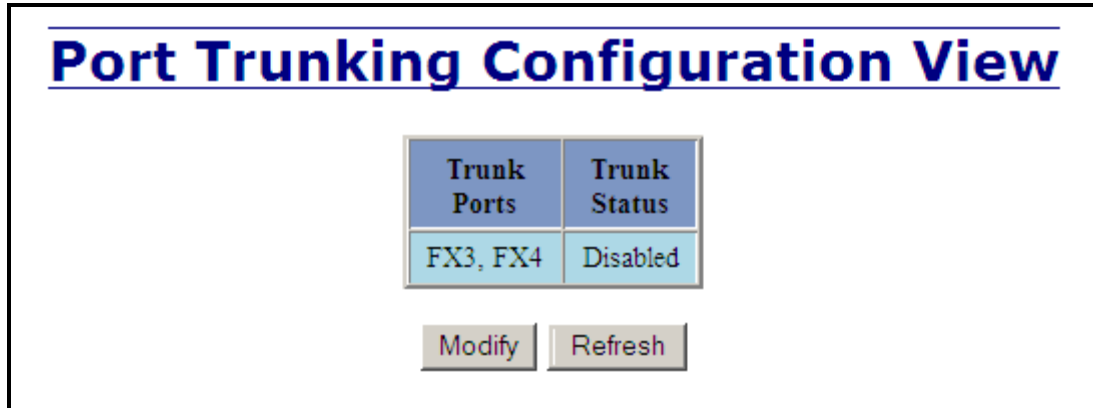 Port Trunking Configuration View
Trunk Ports
Trunk Status
FX3, FX4
Disabled
Modify
Refresh